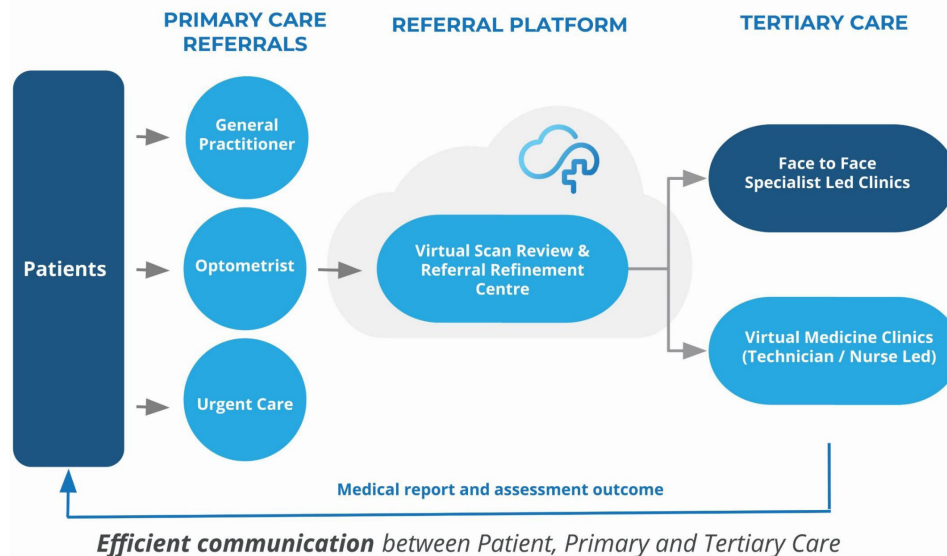 PRIMARY CARE
REFERRALS
REFERRAL PLATFORM
TERTIARY CARE
Patients
General
Practitioner
Optometrist
Urgent Care
Virtual Scan Review &
Referral Refinement
Centre
Face to Face
Specialist Led Clinics
Virtual Medicine Clinics
(Technician / Nurse Led)
Medical report and assessment outcome
Efficient communication between Patient, Primary and Tertiary Care